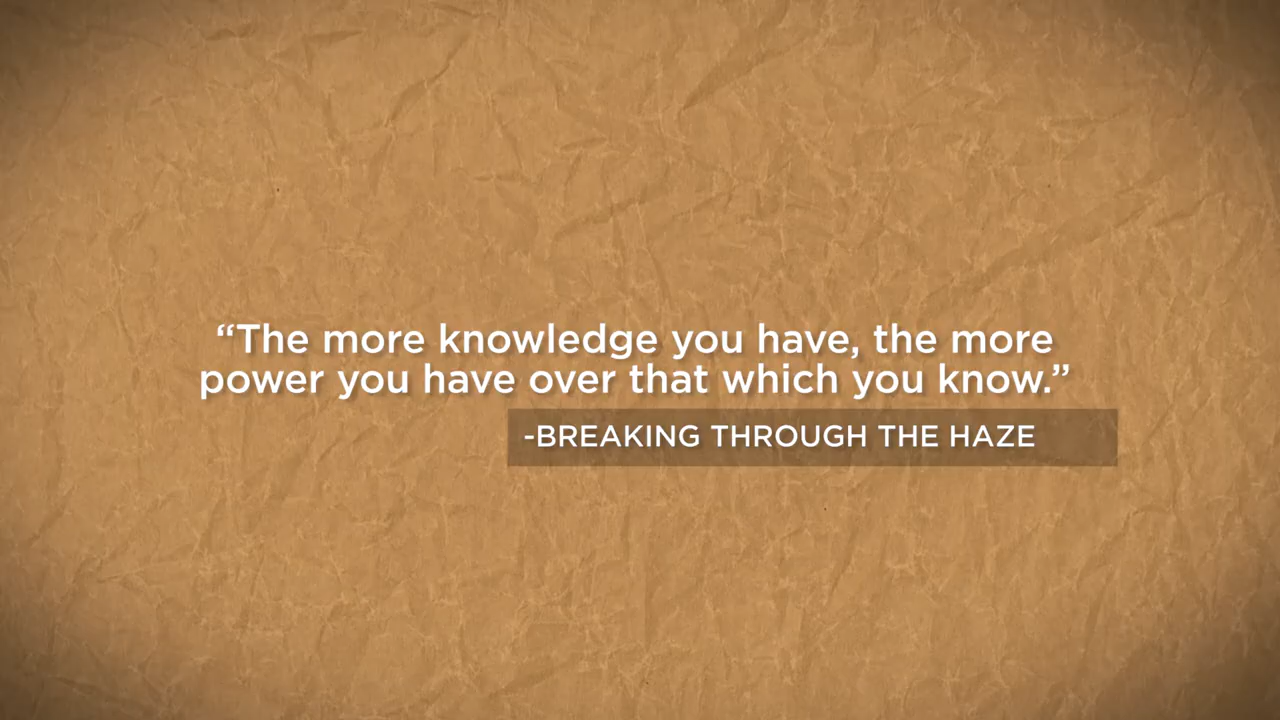 “The more knowledge you have, the more
power you have over that which you know.”
-BREAKING THROUGH THE HAZE